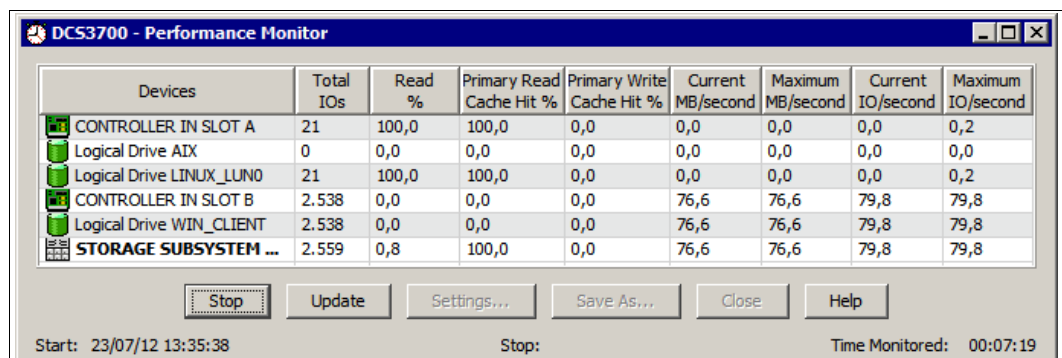 DCS3700 - Performance Monitor
Devices Total IOs Read % Primary Read Cache Hit % Primary Write Cache Hit % Current MB/second Maximum MB/second Current IO/second Maximum IO/second
CONTROLLER IN SLOT A 21 100,0 100,0 0,0 0,0 0,0 0,0 0,2
Logical Drive AIX 0 0,0 0,0 0,0 0,0 0,0 0,0 0,0
Logical Drive LINUX_LUN0 21 100,0 100,0 0,0 0,0 0,0 0,0 0,2
CONTROLLER IN SLOT B 2.538 0,0 0,0 0,0 76,6 76,6 79,8 79,8
Logical Drive WIN_CLIENT 2.538 0,0 0,0 0,0 76,6 76,6 79,8 79,8
STORAGE SUBSYSTEM ... 2.559 0,8 100,0 0,0 76,6 76,6 79,8 79,8
Stop Update Settings... Save As... Close Help
Start: 23/07/12 13:35:38 Stop: Time Monitored: 00:07:19